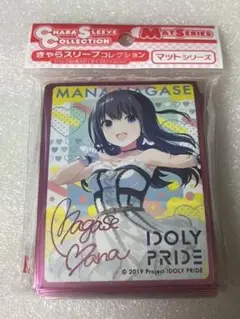 CHARA SLEEVE COLLECTION
MAT SERIES
きゃらスリーブコレクション マットシリーズ
MANA NAGASE
Nagase
Mana
IDOLY
PRIDE
© 2019 Project IDOLY PRIDE